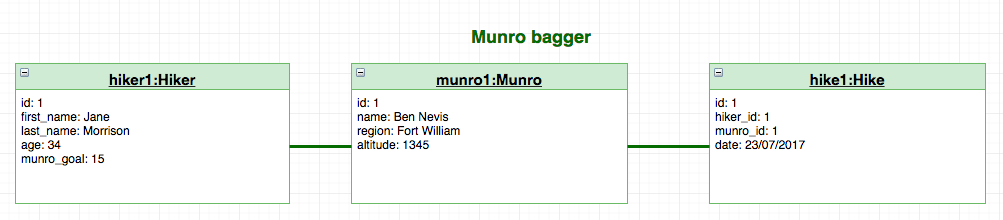 Munro bagger
hiker1:Hiker
id: 1
first_name: Jane
last_name: Morrison
age: 34
munro_goal: 15
munro1:Munro
id: 1
name: Ben Nevis
region: Fort William
altitude: 1345
hike1:Hike
id: 1
hiker_id: 1
munro_id: 1
date: 23/07/2017